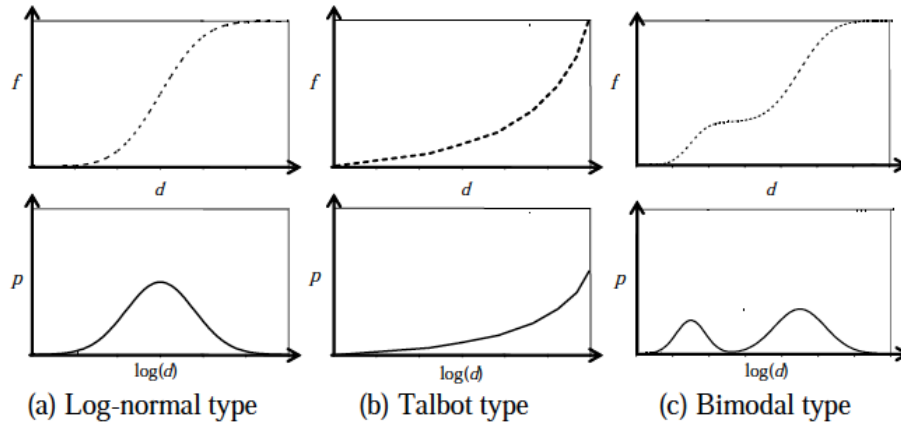 f f f
d d d
p p p
log(d) log(d) log(d)
(a) Log-normal type (b) Talbot type (c) Bimodal type